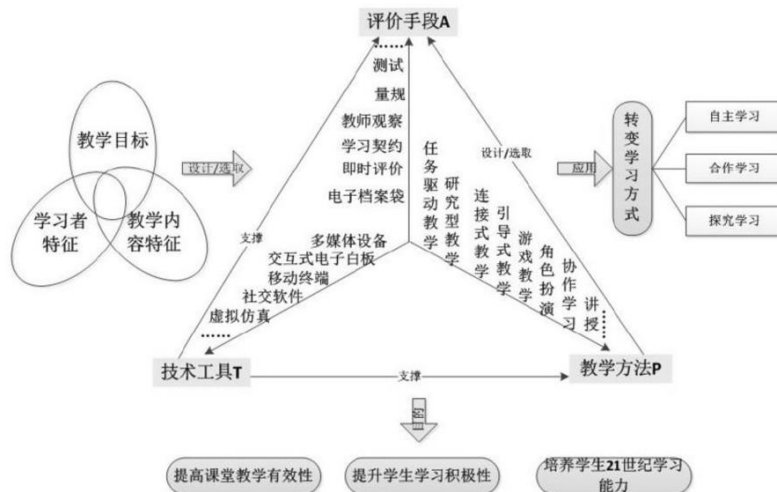 评价手段A
……
测试
量规
教师观察
学习契约
即时评价
电子档案袋
教学目标
学习者
特征
教学内
容特征
设计/选取
支撑
多媒体设备
交互式电子白板
移动终端
社交软件
虚拟仿真
……
技术工具T
任务驱动教学
研究型教学
连接式教学
引导式教学
游戏教学
角色扮演
协作学习
讲授
……
设计/选取
教学方法P
支撑
应用
转变学习方式
自主学习
合作学习
探究学习
目的
提高课堂教学有效性
提升学生学习积极性
培养学生21世纪学习
能力